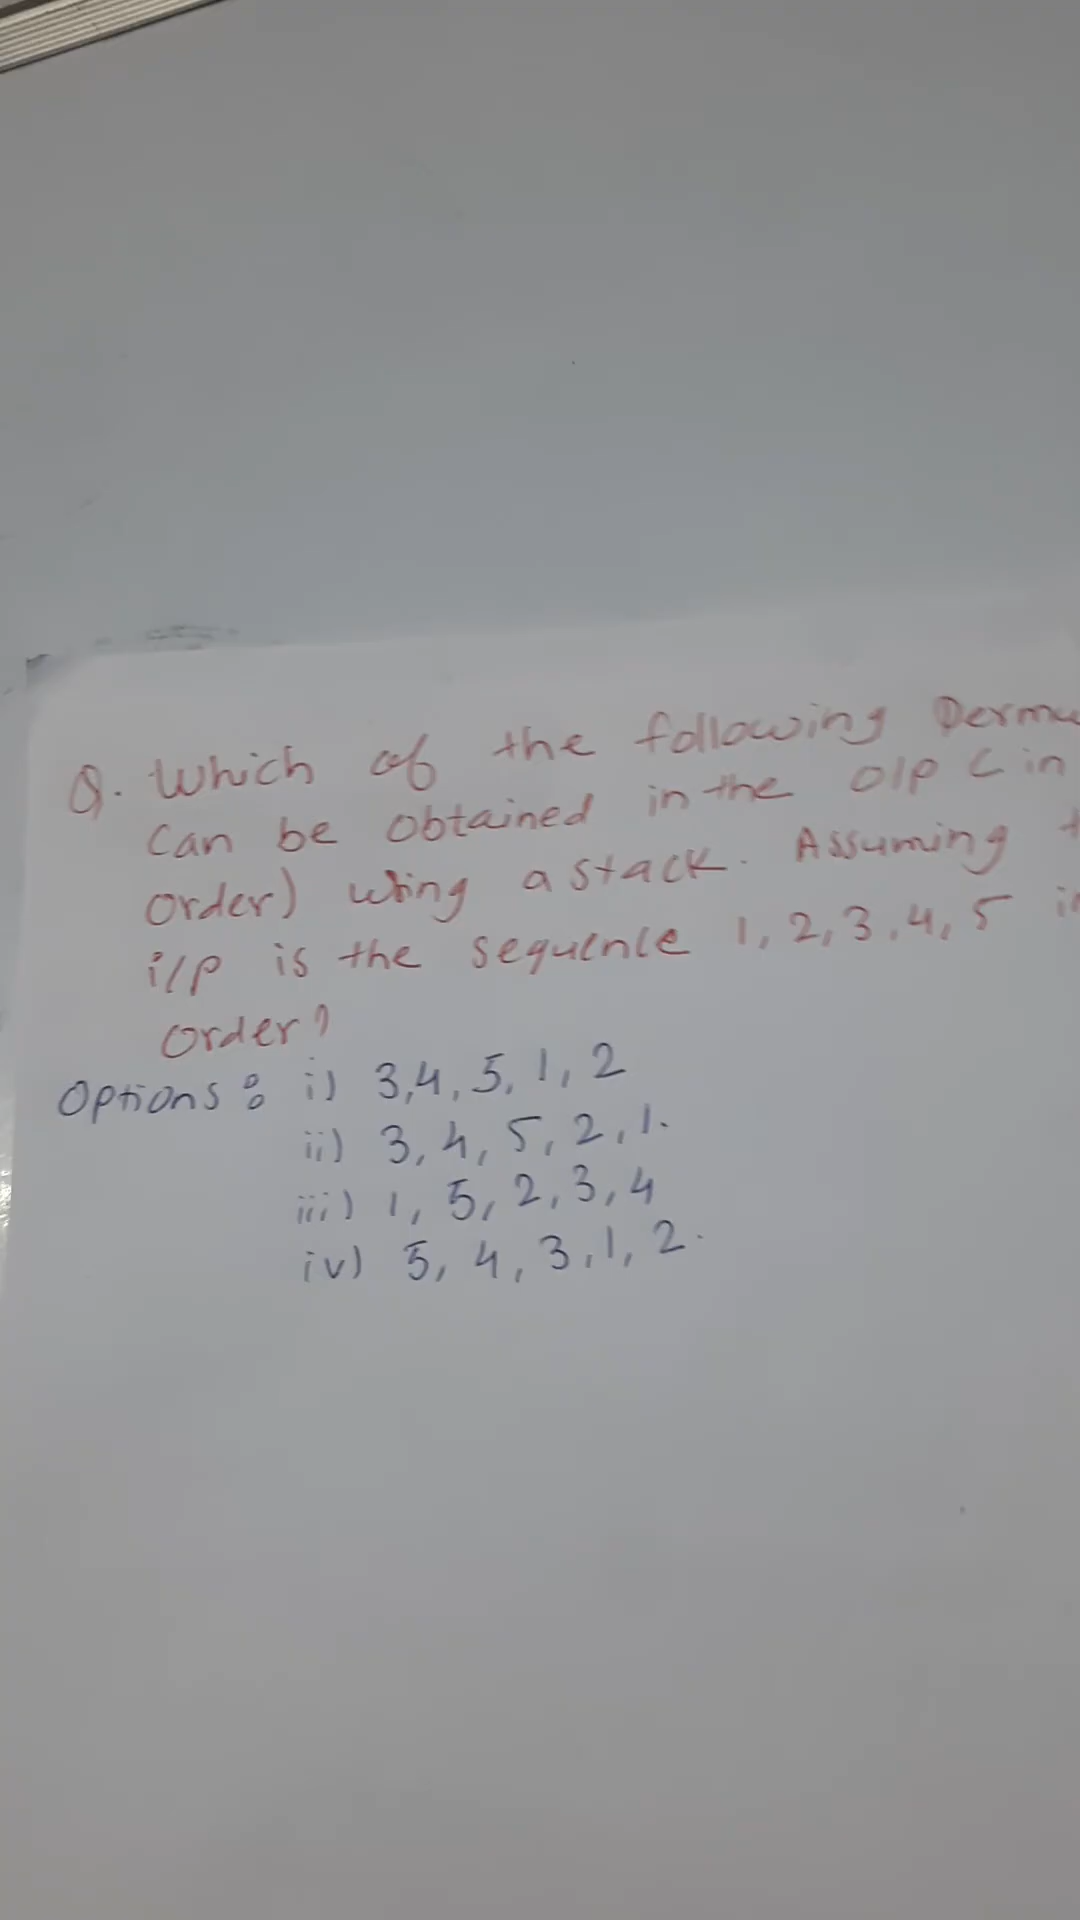 Q. Which of the following Permu
can be obtained in the o/p (in
order) using a stack. Assuming t
i/p is the sequence 1, 2, 3, 4, 5 in
order?
Options : i) 3,4, 5, 1, 2
ii) 3, 4, 5, 2, 1.
iii) 1, 5, 2, 3, 4
iv) 5, 4, 3, 1, 2.